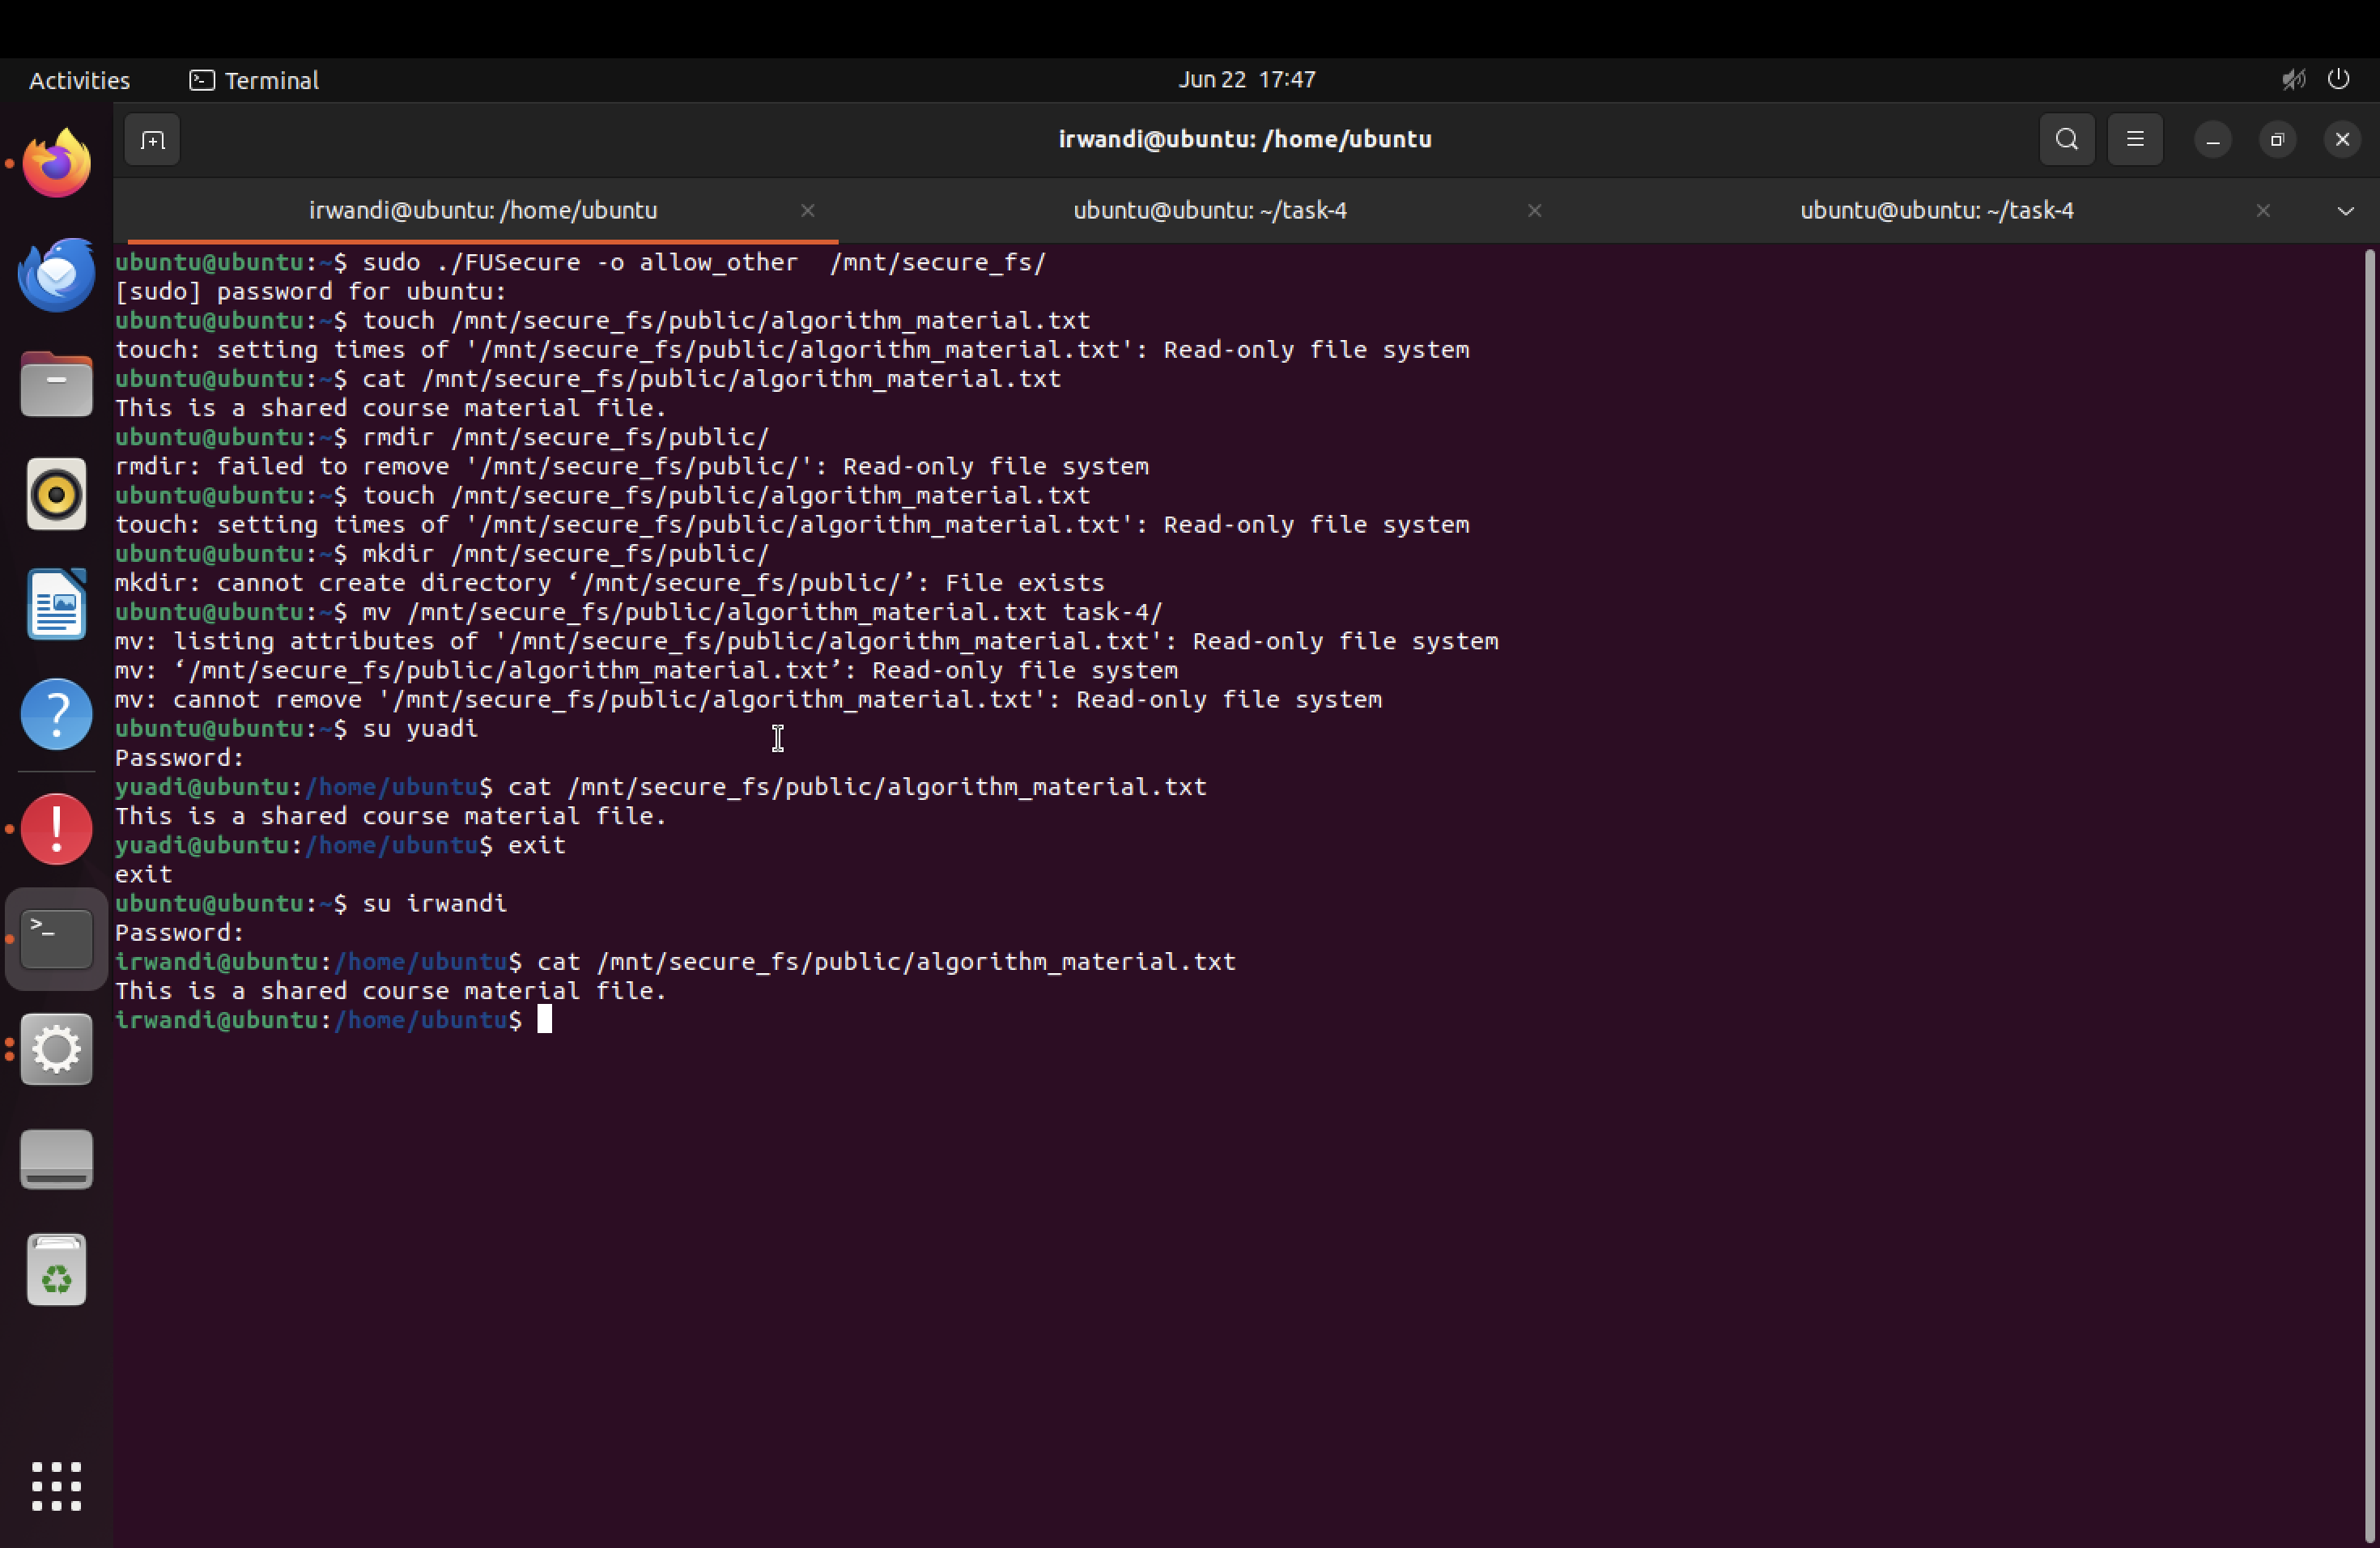 Activities Terminal Jun 22 17:47
irwandi@ubuntu: /home/ubuntu
irwandi@ubuntu: /home/ubuntu ubuntu@ubuntu: ~/task-4 ubuntu@ubuntu: ~/task-4
ubuntu@ubuntu:~$ sudo ./FUSecure -o allow_other  /mnt/secure_fs/
[sudo] password for ubuntu:
ubuntu@ubuntu:~$ touch /mnt/secure_fs/public/algorithm_material.txt
touch: setting times of '/mnt/secure_fs/public/algorithm_material.txt': Read-only file system
ubuntu@ubuntu:~$ cat /mnt/secure_fs/public/algorithm_material.txt
This is a shared course material file.
ubuntu@ubuntu:~$ rmdir /mnt/secure_fs/public/
rmdir: failed to remove '/mnt/secure_fs/public/': Read-only file system
ubuntu@ubuntu:~$ touch /mnt/secure_fs/public/algorithm_material.txt
touch: setting times of '/mnt/secure_fs/public/algorithm_material.txt': Read-only file system
ubuntu@ubuntu:~$ mkdir /mnt/secure_fs/public/
mkdir: cannot create directory ‘/mnt/secure_fs/public/’: File exists
ubuntu@ubuntu:~$ mv /mnt/secure_fs/public/algorithm_material.txt task-4/
mv: listing attributes of '/mnt/secure_fs/public/algorithm_material.txt': Read-only file system
mv: ‘/mnt/secure_fs/public/algorithm_material.txt’: Read-only file system
mv: cannot remove '/mnt/secure_fs/public/algorithm_material.txt': Read-only file system
ubuntu@ubuntu:~$ su yuadi
Password:
yuadi@ubuntu:/home/ubuntu$ cat /mnt/secure_fs/public/algorithm_material.txt
This is a shared course material file.
yuadi@ubuntu:/home/ubuntu$ exit
exit
ubuntu@ubuntu:~$ su irwandi
Password:
irwandi@ubuntu:/home/ubuntu$ cat /mnt/secure_fs/public/algorithm_material.txt
This is a shared course material file.
irwandi@ubuntu:/home/ubuntu$